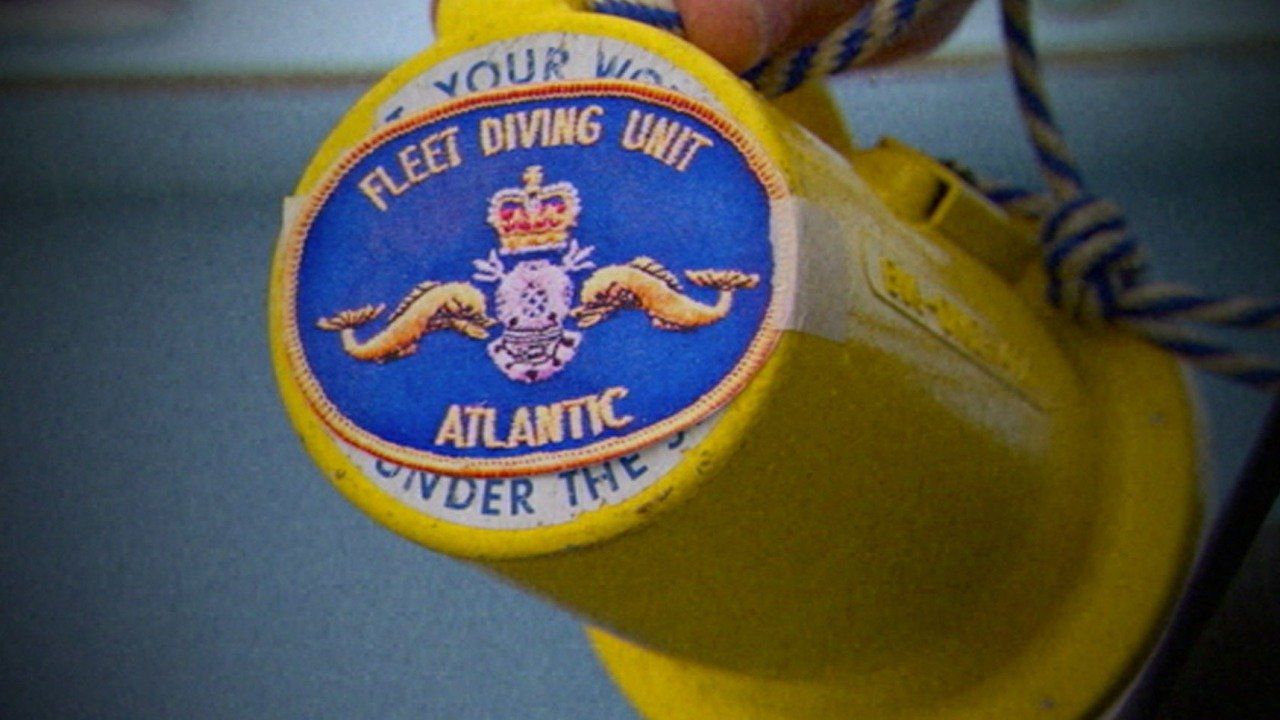 YOUR
FLEET DIVING UNIT
ATLANTIC
UNDER THE